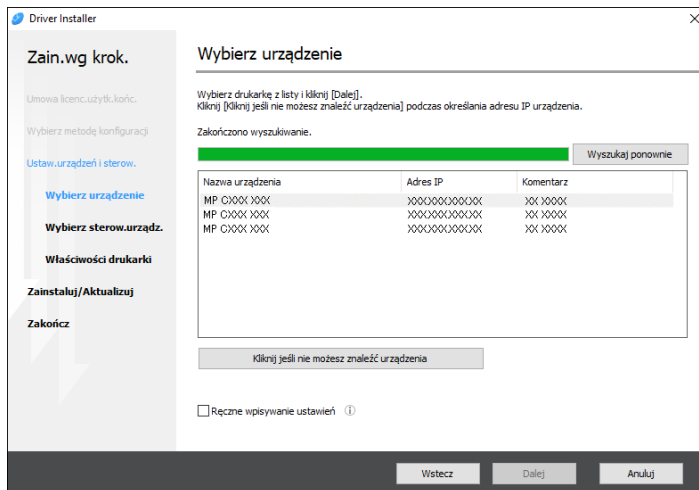 Driver Installer
Zain.wg krok.
Umowa licenc.użytk.końc.
Wybierz metodę konfiguracji
Ustaw.urządzeń i sterow.
Wybierz urządzenie
Wybierz sterow.urządz.
Właściwości drukarki
Zainstaluj/Aktualizuj
Zakończ
Wybierz urządzenie
Wybierz drukarkę z listy i kliknij [Dalej].
Kliknij [Kliknij jeśli nie możesz znaleźć urządzenia] podczas określania adresu IP urządzenia.
Zakończono wyszukiwanie.
Wyszukaj ponownie
Nazwa urządzenia Adres IP Komentarz
MP CXXX XXX XXX.XXX.XXX.XX XX XXXX
MP CXXX XXX XXX.XXX.XXX.XX XX XXXX
MP CXXX XXX XXX.XXX.XXX.XX XX XXXX
Kliknij jeśli nie możesz znaleźć urządzenia
Ręczne wpisywanie ustawień
Wstecz Dalej Anuluj